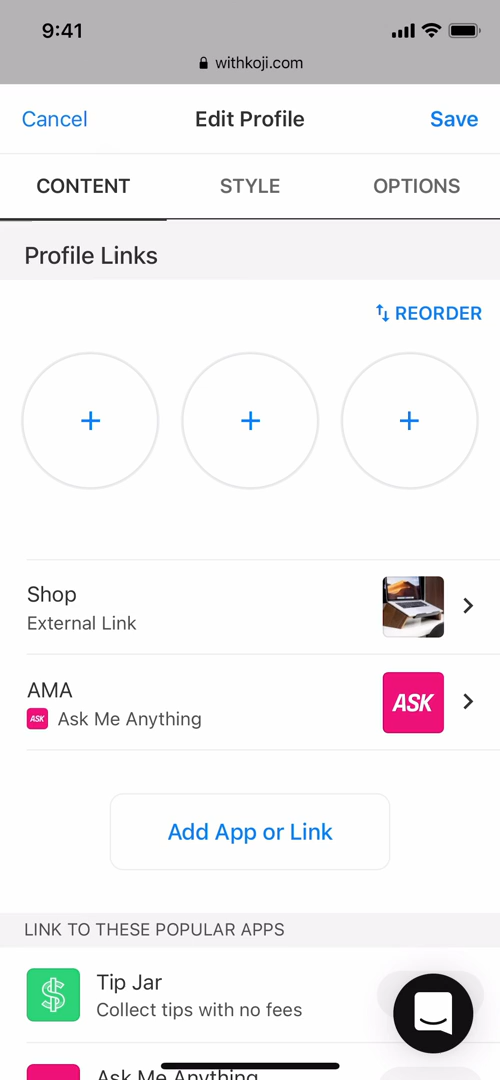 9:41
withkoji.com
Cancel Edit Profile Save
CONTENT STYLE OPTIONS
Profile Links
REORDER
+ + +
Shop
External Link
AMA
ASK
ASK Ask Me Anything
Add App or Link
LINK TO THESE POPULAR APPS
Tip Jar
Collect tips with no fees
Ask Me Anything